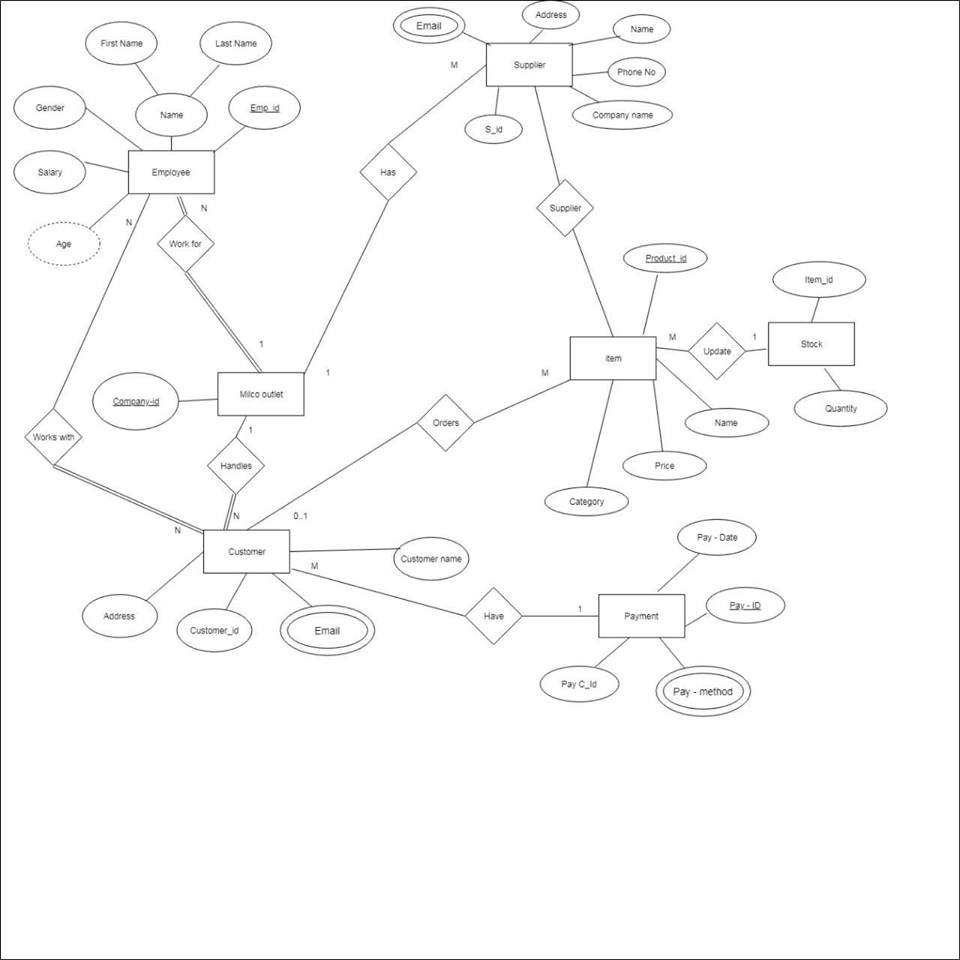 Email
Address
Name
First Name
Last Name
M
Supplier
Phone No
Gender
Name
Emp_id
Company name
S_id
Salary
Employee
Has
N
N
Supplier
Age
Work for
Product_id
Item_id
1
M
1
Update
Stock
item
1
M
Milco outlet
Company-id
Quantity
Orders
Name
1
Works with
Handles
Price
Category
N
0..1
N
Pay - Date
Customer
Customer name
M
Pay - ID
1
Address
Have
Payment
Customer_id
Email
Pay C_Id
Pay - method